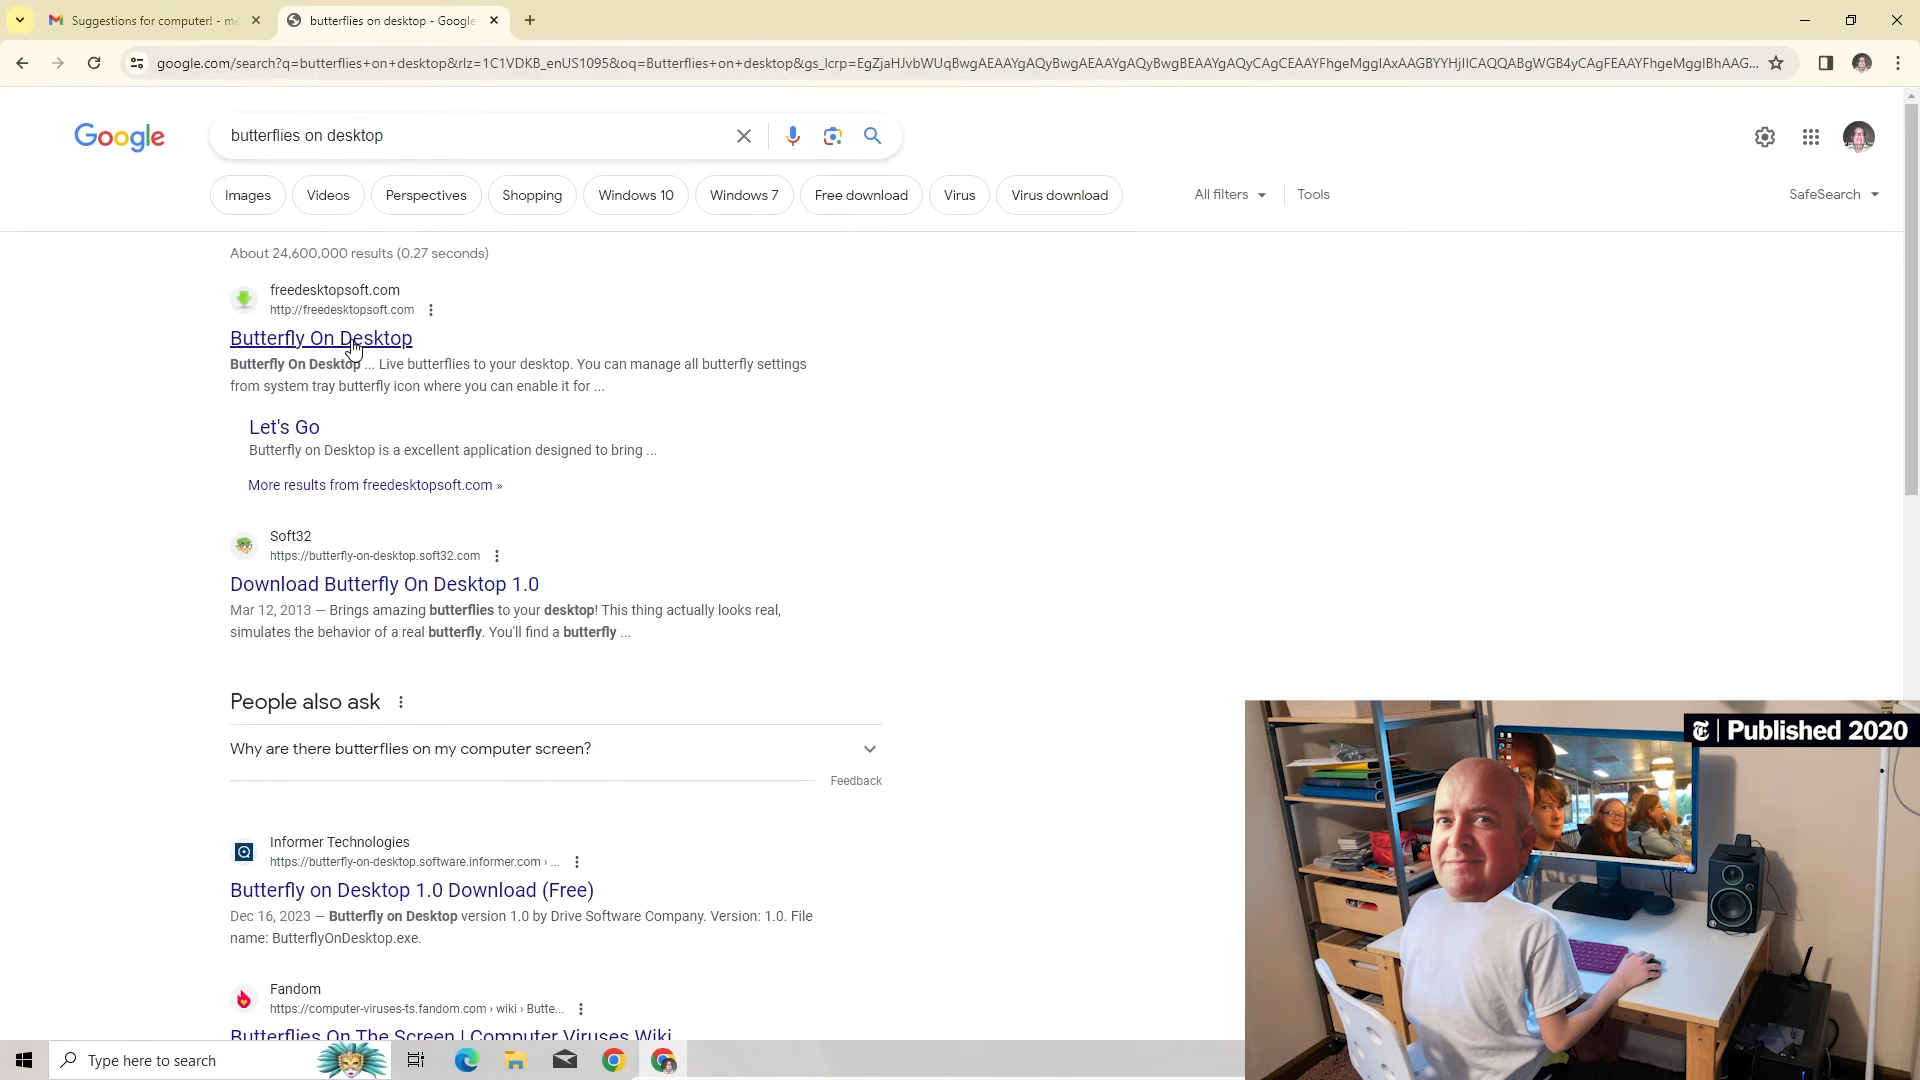 Suggestions for computer! - me
butterflies on desktop - Google
google.com/search?q=butterflies+on+desktop&rlz=1C1VDKB_enUS1095&oq=Butterflies+on+desktop&gs_lcrp=EgZjaHJvbWUqBwgAEAAYgAQyBwgAEAAYgAQyBwgBEAAYgAQyCAgCEAAYFhgeMggIAxAAGBYYHjIICAQQABgWGB4yCAgFEAAYFhgeMggIBhAAG...
Google
butterflies on desktop
Images
Videos
Perspectives
Shopping
Windows 10
Windows 7
Free download
Virus
Virus download
All filters
Tools
SafeSearch
About 24,600,000 results (0.27 seconds)
freedesktopsoft.com
http://freedesktopsoft.com
Butterfly On Desktop
Butterfly On Desktop ... Live butterflies to your desktop. You can manage all butterfly settings
from system tray butterfly icon where you can enable it for ...
Let's Go
Butterfly on Desktop is a excellent application designed to bring ...
More results from freedesktopsoft.com »
Soft32
https://butterfly-on-desktop.soft32.com
Download Butterfly On Desktop 1.0
Mar 12, 2013 — Brings amazing butterflies to your desktop! This thing actually looks real,
simulates the behavior of a real butterfly. You'll find a butterfly ...
People also ask
Why are there butterflies on my computer screen?
Feedback
Informer Technologies
https://butterfly-on-desktop.software.informer.com › ...
Butterfly on Desktop 1.0 Download (Free)
Dec 16, 2023 — Butterfly on Desktop version 1.0 by Drive Software Company. Version: 1.0. File
name: ButterflyOnDesktop.exe.
Fandom
https://computer-viruses-ts.fandom.com › wiki › Butte...
Butterflies On The Screen | Computer Viruses Wiki
T | Published 2020
Type here to search